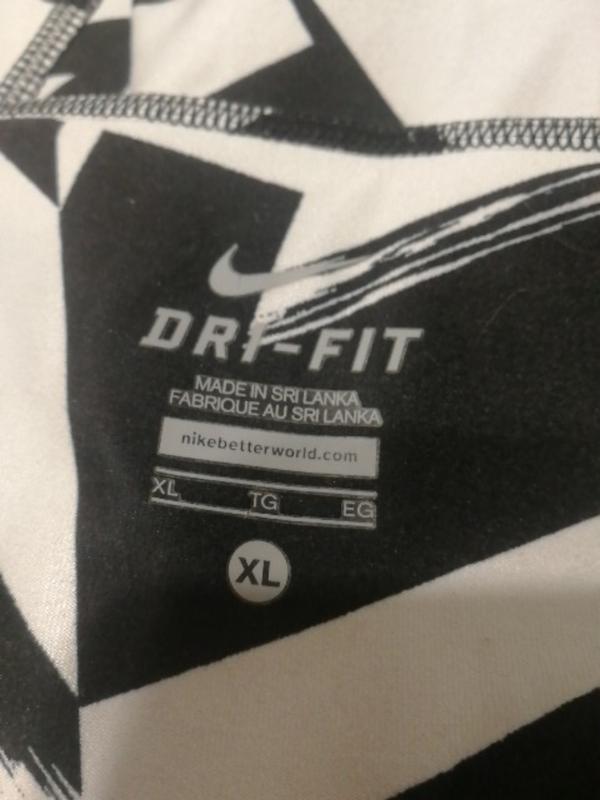 DRI-FIT
MADE IN SRI LANKA
FABRIQUE AU SRI LANKA
nikebetterworld.com
XL TG EG
XL